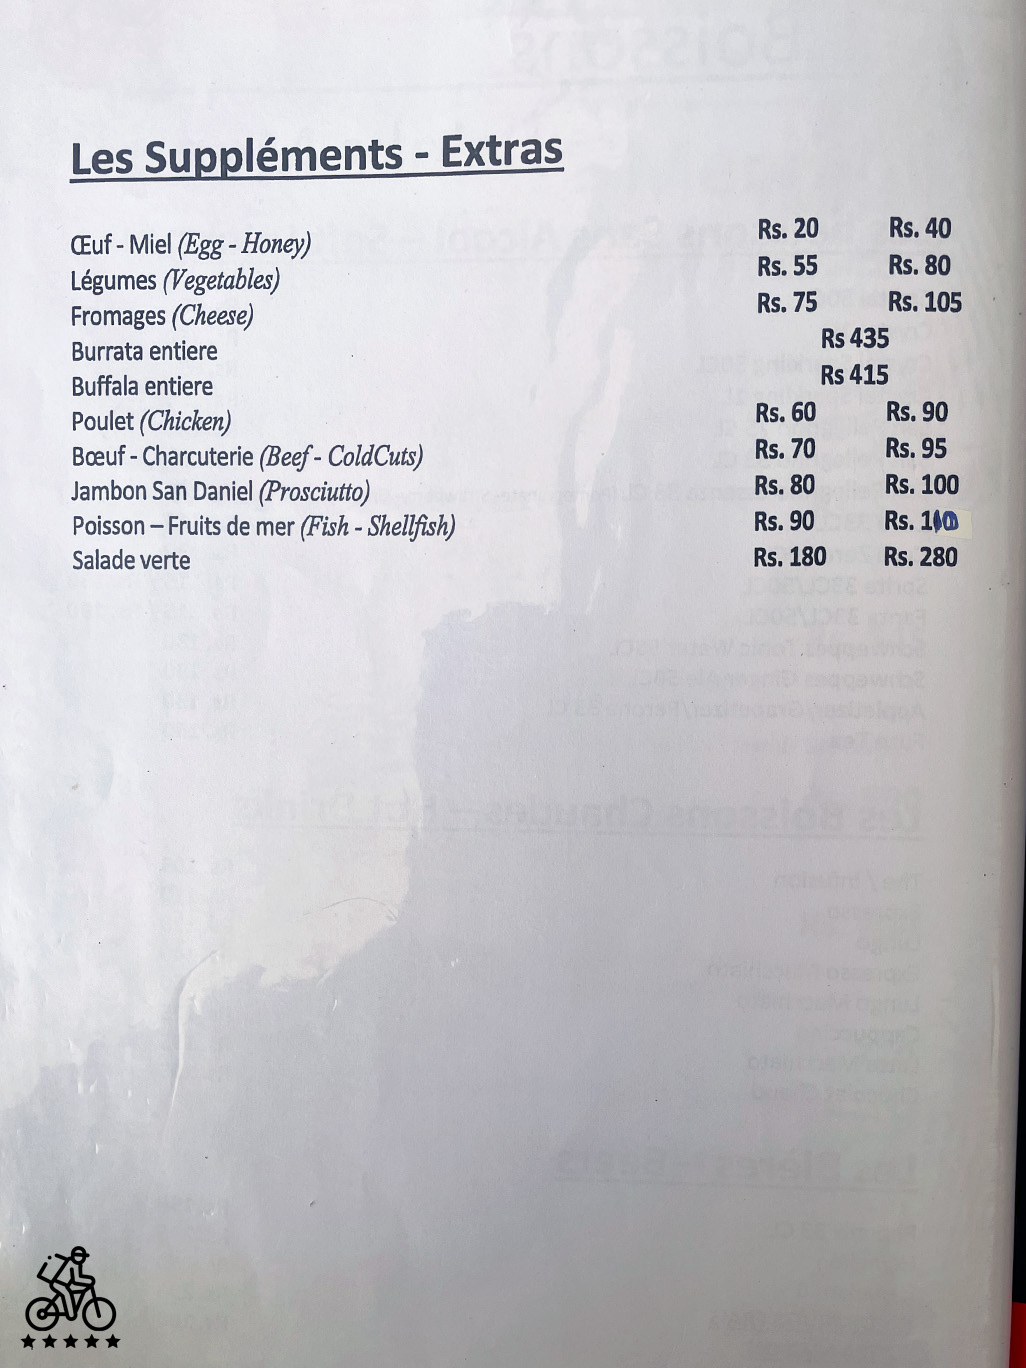 Les Suppléments - Extras
Œuf - Miel (Egg - Honey) Rs. 20 Rs. 40
Légumes (Vegetables) Rs. 55 Rs. 80
Fromages (Cheese) Rs. 75 Rs. 105
Burrata entiere Rs 435
Buffala entiere Rs 415
Poulet (Chicken) Rs. 60 Rs. 90
Bœuf - Charcuterie (Beef - ColdCuts) Rs. 70 Rs. 95
Jambon San Daniel (Prosciutto) Rs. 80 Rs. 100
Poisson – Fruits de mer (Fish - Shellfish) Rs. 90 Rs. 110
Salade verte Rs. 180 Rs. 280